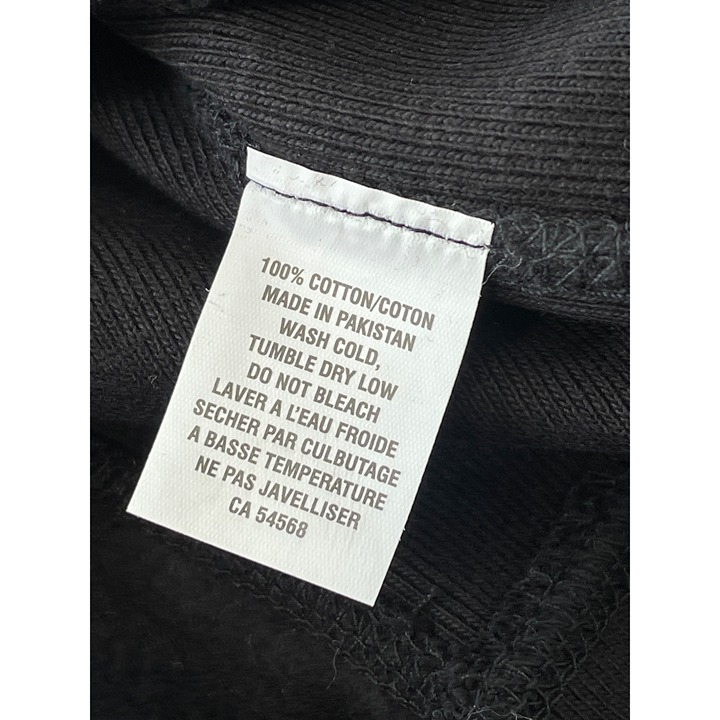 100% COTTON/COTON
MADE IN PAKISTAN
WASH COLD,
TUMBLE DRY LOW
DO NOT BLEACH
LAVER A L'EAU FROIDE
SECHER PAR CULBUTAGE
A BASSE TEMPERATURE
NE PAS JAVELLISER
CA 54568